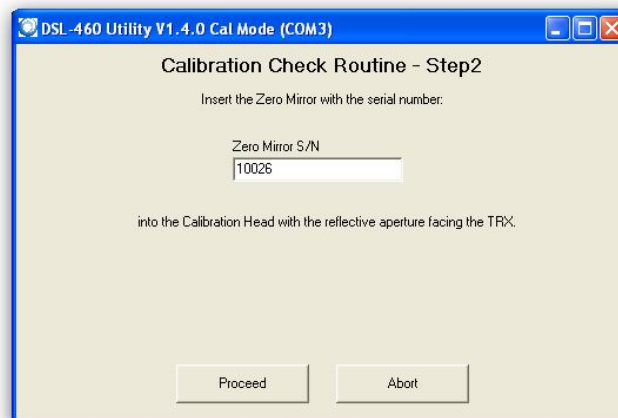 DSL-460 Utility V1.4.0 Cal Mode (COM3)
Calibration Check Routine - Step2
Insert the Zero Mirror with the serial number:
Zero Mirror S/N
10026
into the Calibration Head with the reflective aperture facing the TRX.
Proceed
Abort